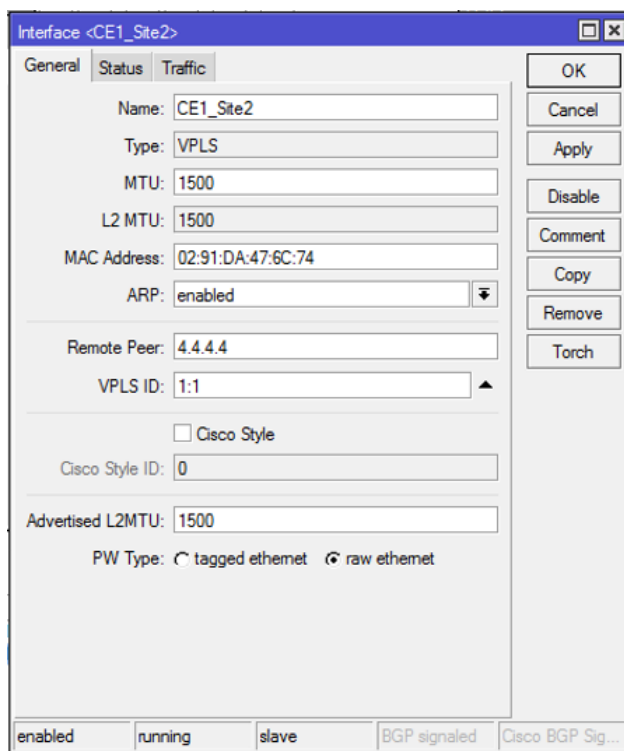 Interface <CE1_Site2>
General Status Traffic
OK
Name: CE1_Site2
Cancel
Type: VPLS
Apply
MTU: 1500
L2 MTU: 1500
Disable
MAC Address: 02:91:DA:47:6C:74
Comment
ARP: enabled
Copy
Remove
Remote Peer: 4.4.4.4
Torch
VPLS ID: 1:1
Cisco Style
Cisco Style ID: 0
Advertised L2MTU: 1500
PW Type: tagged ethernet raw ethernet
enabled running slave BGP signaled Cisco BGP Sig...